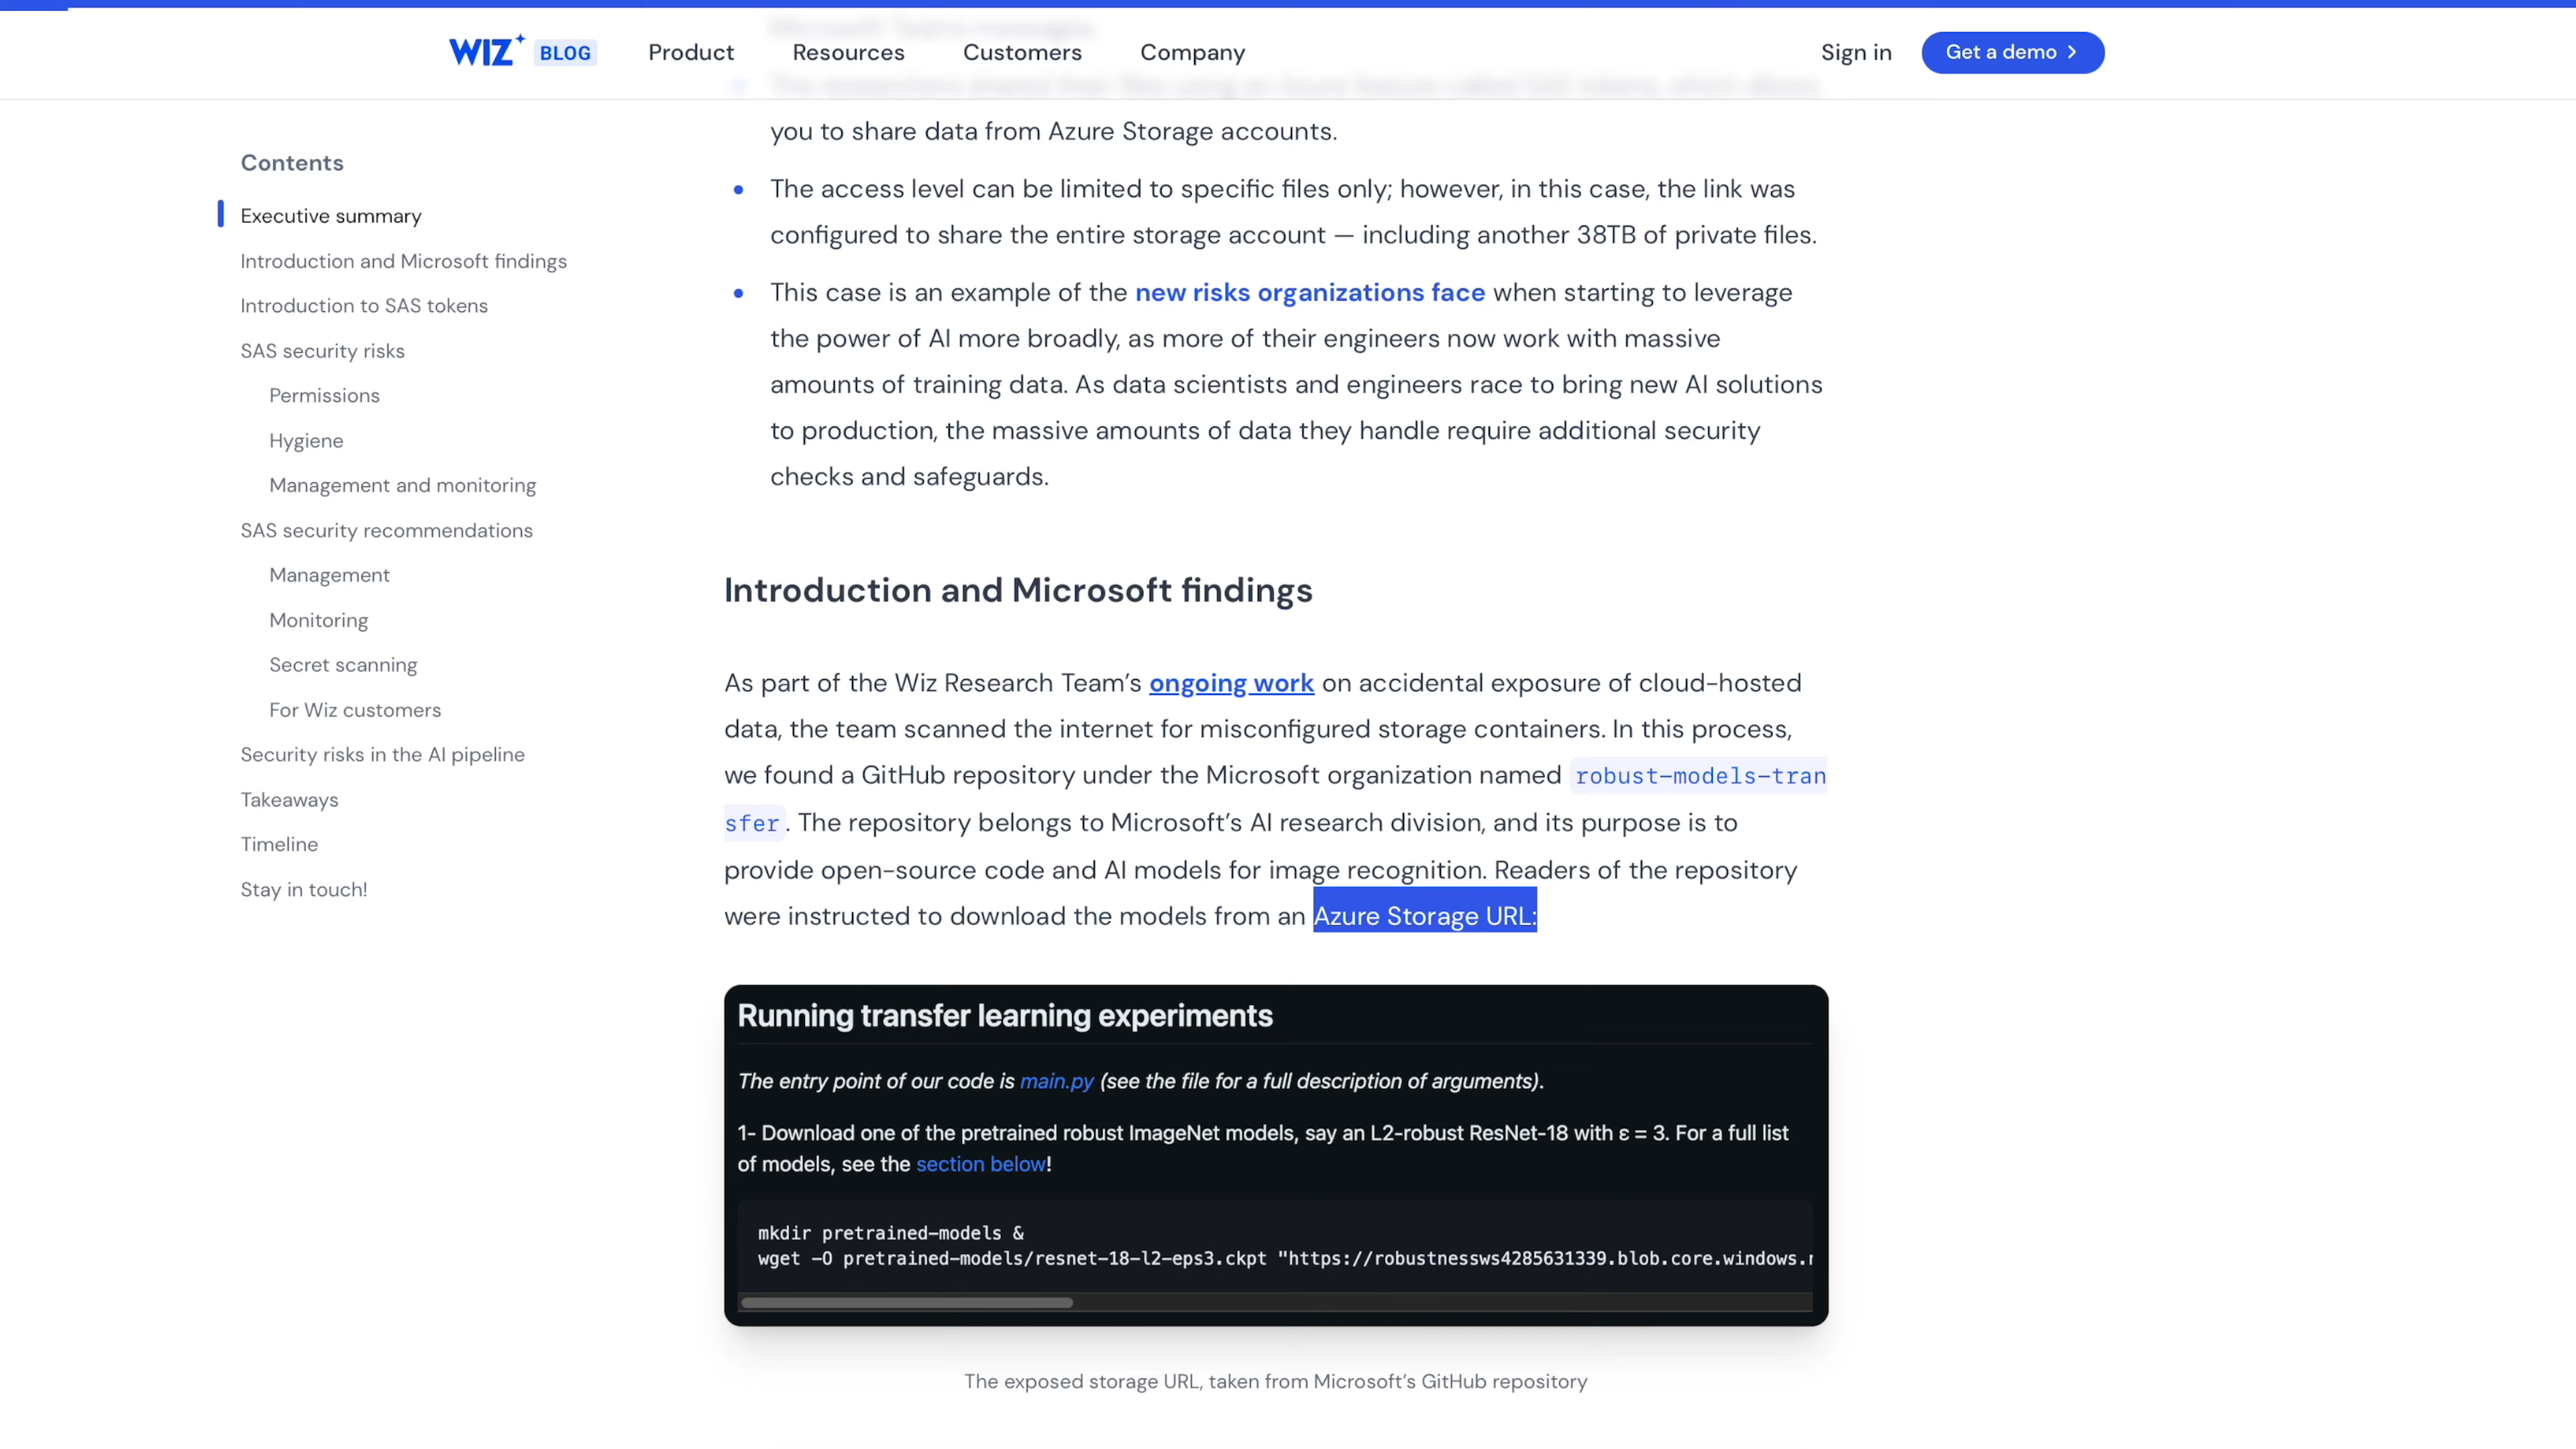 WIZ BLOG Product Resources Customers Company Sign in Get a demo
Contents
Executive summary
Introduction and Microsoft findings
Introduction to SAS tokens
SAS security risks
Permissions
Hygiene
Management and monitoring
SAS security recommendations
Management
Monitoring
Secret scanning
For Wiz customers
Security risks in the AI pipeline
Takeaways
Timeline
Stay in touch!
you to share data from Azure Storage accounts.
The access level can be limited to specific files only; however, in this case, the link was
configured to share the entire storage account — including another 38TB of private files.
This case is an example of the new risks organizations face when starting to leverage
the power of AI more broadly, as more of their engineers now work with massive
amounts of training data. As data scientists and engineers race to bring new AI solutions
to production, the massive amounts of data they handle require additional security
checks and safeguards.
Introduction and Microsoft findings
As part of the Wiz Research Team’s ongoing work on accidental exposure of cloud-hosted
data, the team scanned the internet for misconfigured storage containers. In this process,
we found a GitHub repository under the Microsoft organization named robust-models-tran
sfer. The repository belongs to Microsoft’s AI research division, and its purpose is to
provide open-source code and AI models for image recognition. Readers of the repository
were instructed to download the models from an Azure Storage URL:
Running transfer learning experiments
The entry point of our code is main.py (see the file for a full description of arguments).
1- Download one of the pretrained robust ImageNet models, say an L2-robust ResNet-18 with ε = 3. For a full list
of models, see the section below!
mkdir pretrained-models &
wget -O pretrained-models/resnet-18-l2-eps3.ckpt "https://robustnessws4285631339.blob.core.windows.
The exposed storage URL, taken from Microsoft’s GitHub repository